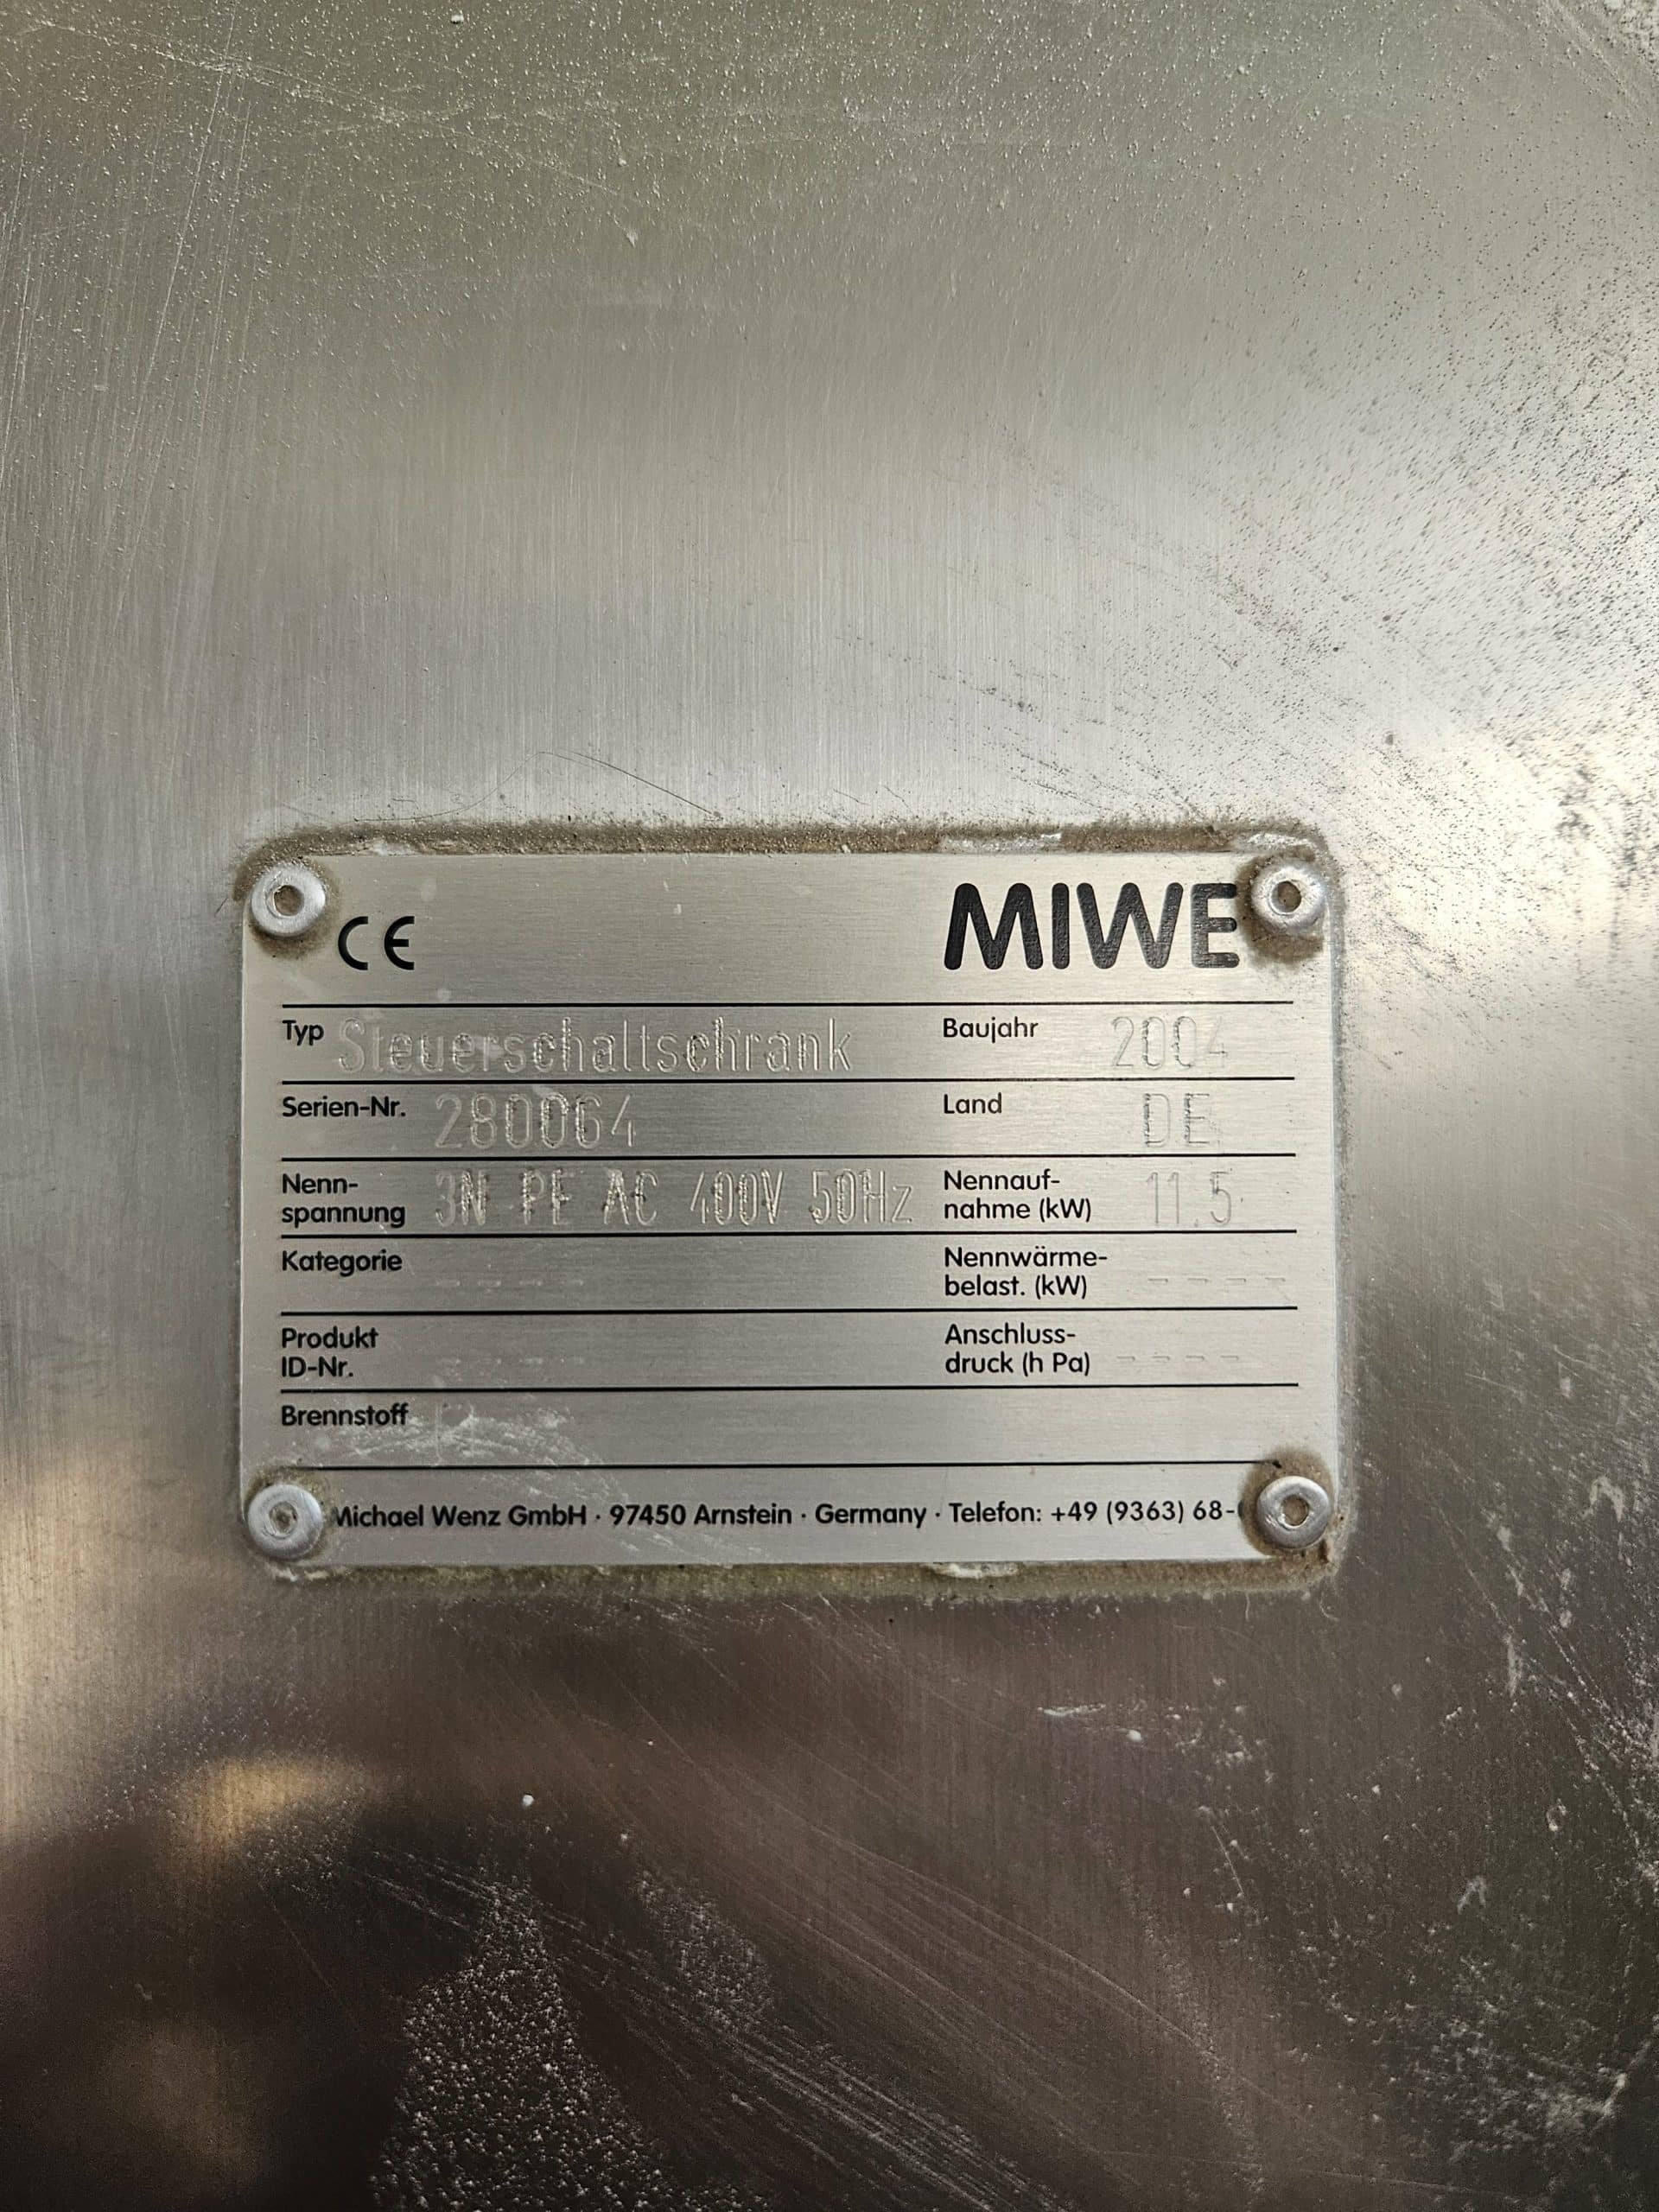 CE MIWE
Typ Steuerschaltschrank Baujahr 2004
Serien-Nr. 280064 Land DE
Nenn-
spannung 3N PE AC 400V 50Hz Nennauf-
nahme (kW) 11.5
Kategorie ----- Nennwärme-
belast. (kW) ----
Produkt
ID-Nr. ----- Anschluss-
druck (h Pa) ----
Brennstoff
Michael Wenz GmbH · 97450 Arnstein · Germany · Telefon: +49 (9363) 68-